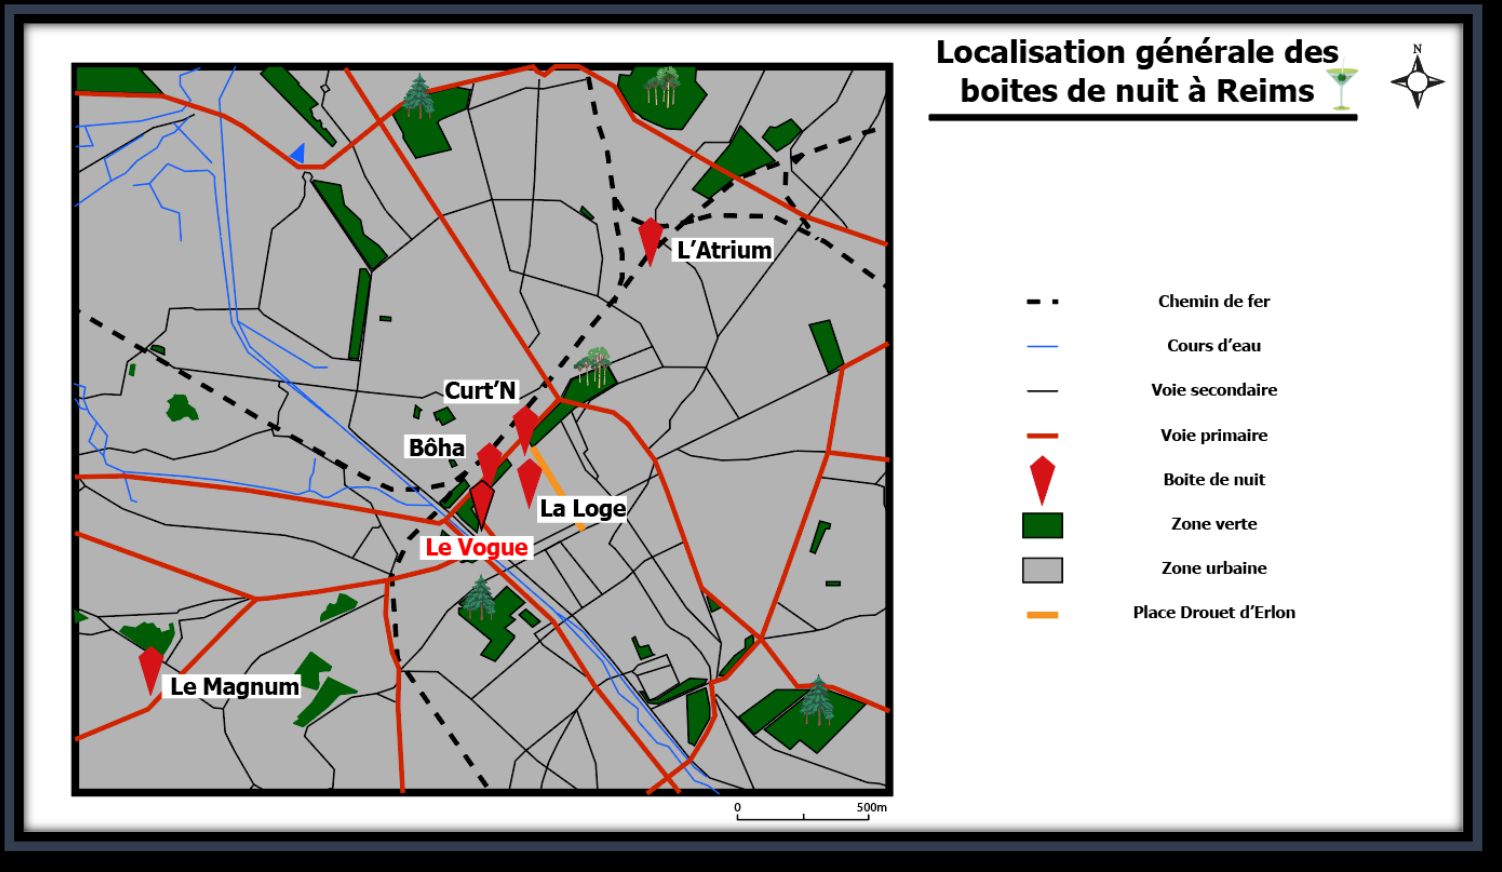 Localisation générale des
boites de nuit à Reims
N
L’Atrium
Curt’N
Bôha
La Loge
Le Vogue
Le Magnum
Chemin de fer
Cours d’eau
Voie secondaire
Voie primaire
Boite de nuit
Zone verte
Zone urbaine
Place Drouet d’Erlon
0 500m